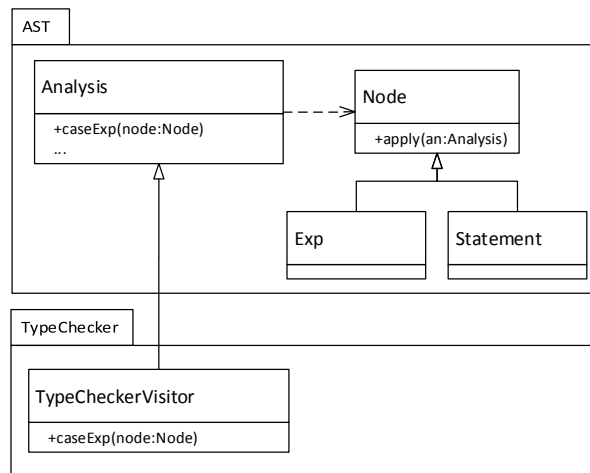 AST
Analysis
+caseExp(node:Node)
...
Node
+apply(an:Analysis)
Exp
Statement
TypeChecker
TypeCheckerVisitor
+caseExp(node:Node)